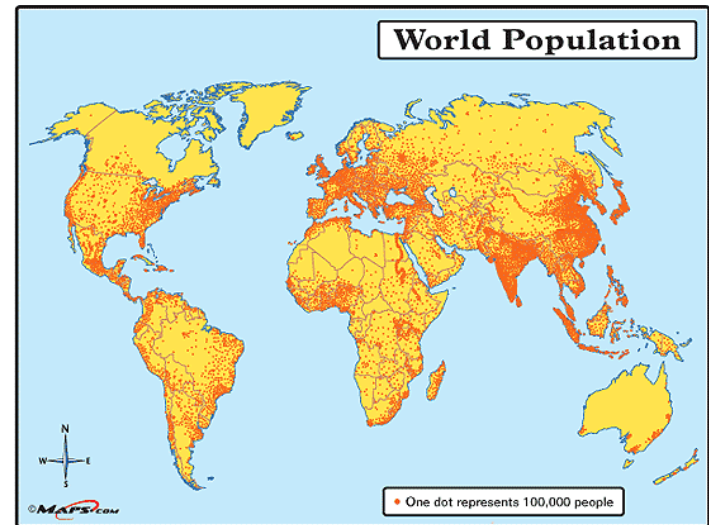 World Population
N
W E
S
One dot represents 100,000 people
©MAPS.COM